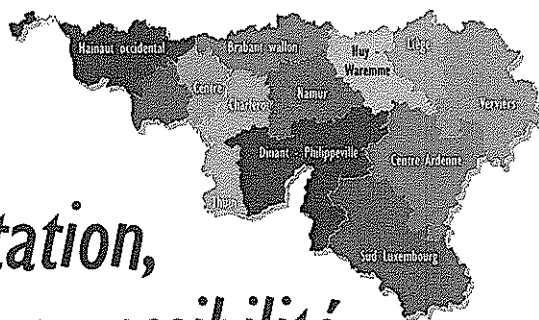 Hainaut occidental
Brabant wallon
Huy
Waremme
Liège
Centre
Charleroi
Namur
Verviers
Dinant - Philippeville
Centre Ardenne
Thuin
Sud Luxembourg
tation,